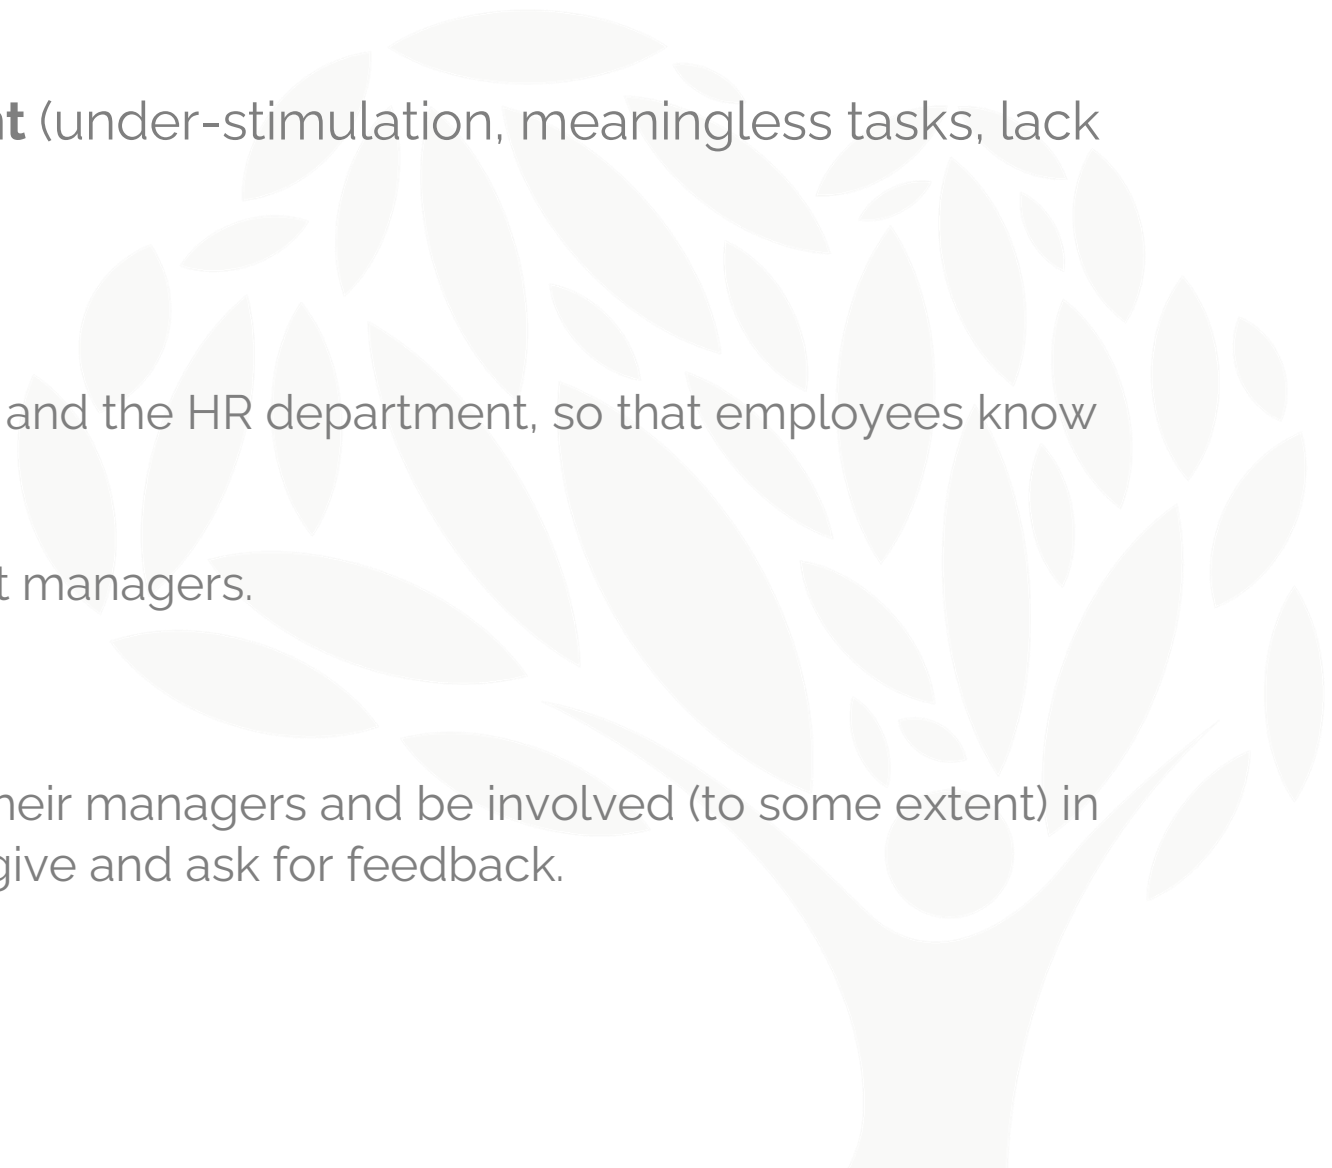 (under-stimulation, meaningless tasks, lack
and the HR department, so that employees know
managers.
managers and be involved (to some extent) in
give and ask for feedback.